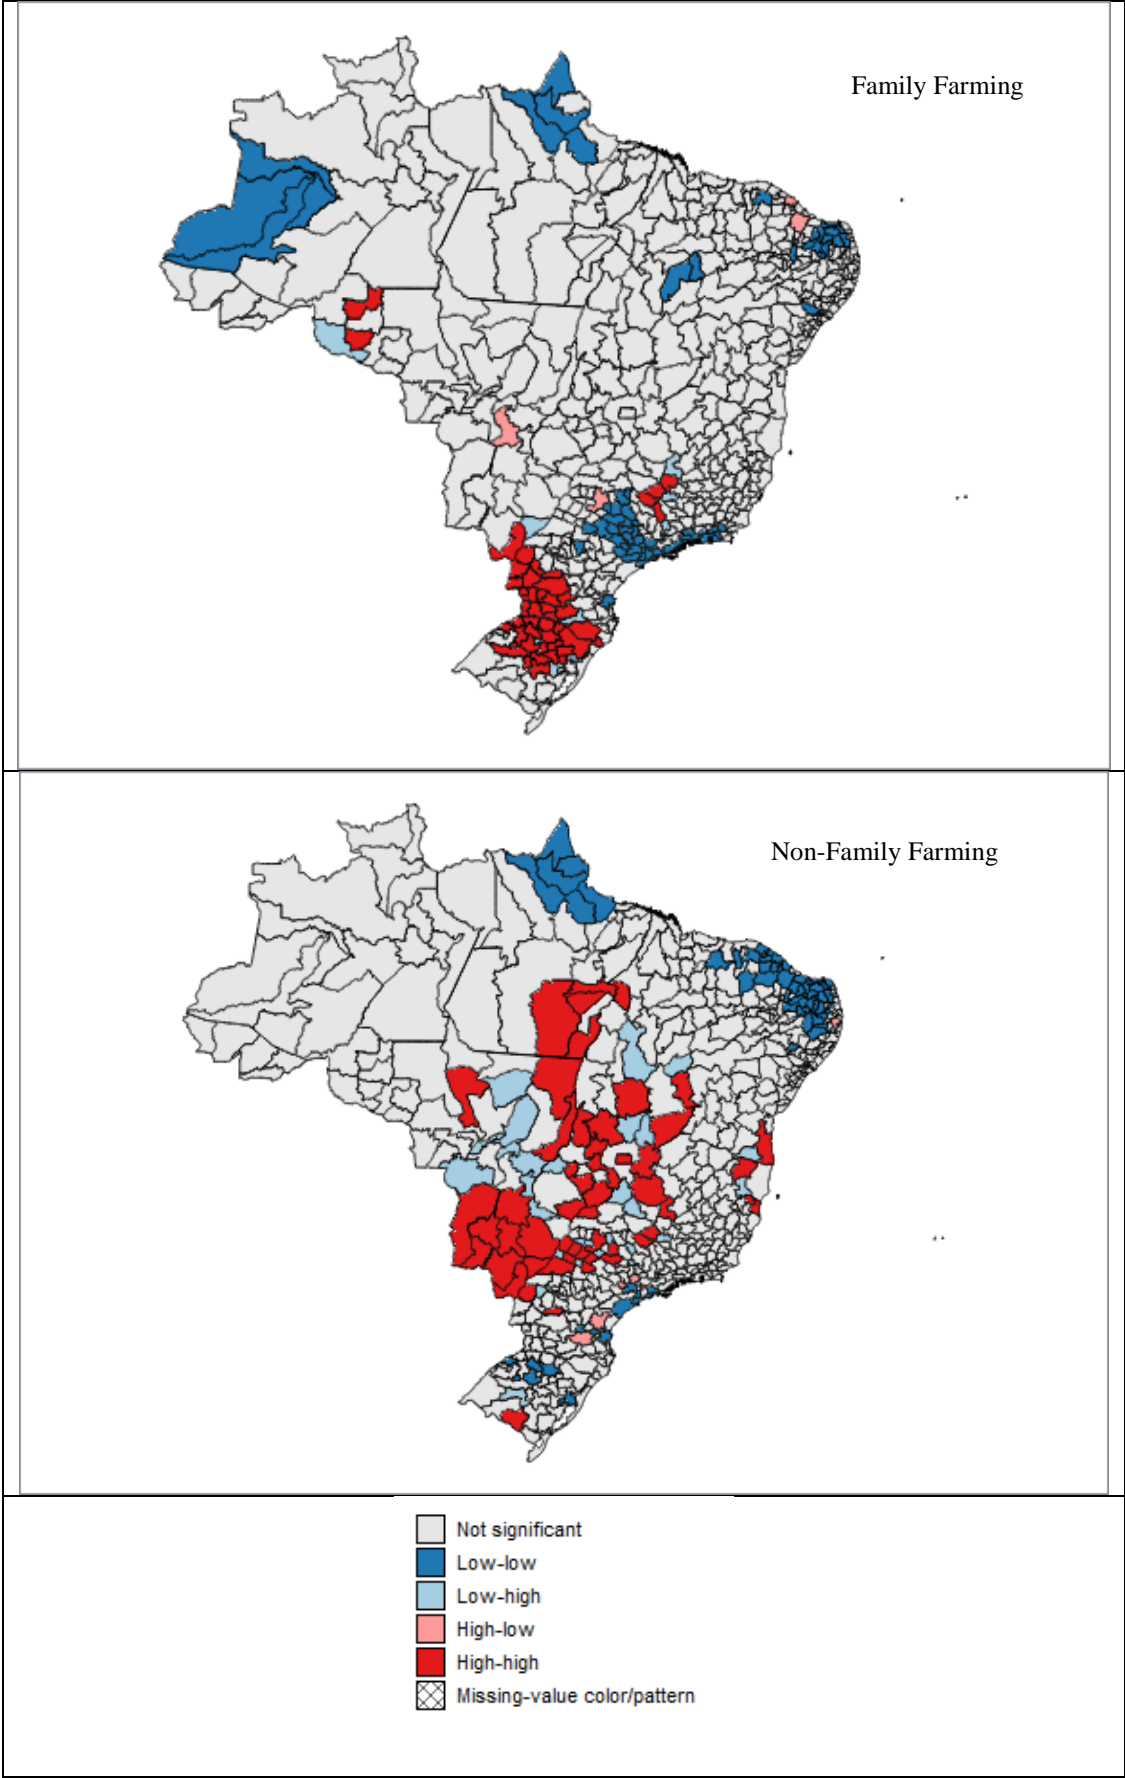 Family Farming
Non-Family Farming
Not significant
Low-low
Low-high
High-low
High-high
Missing-value color/pattern